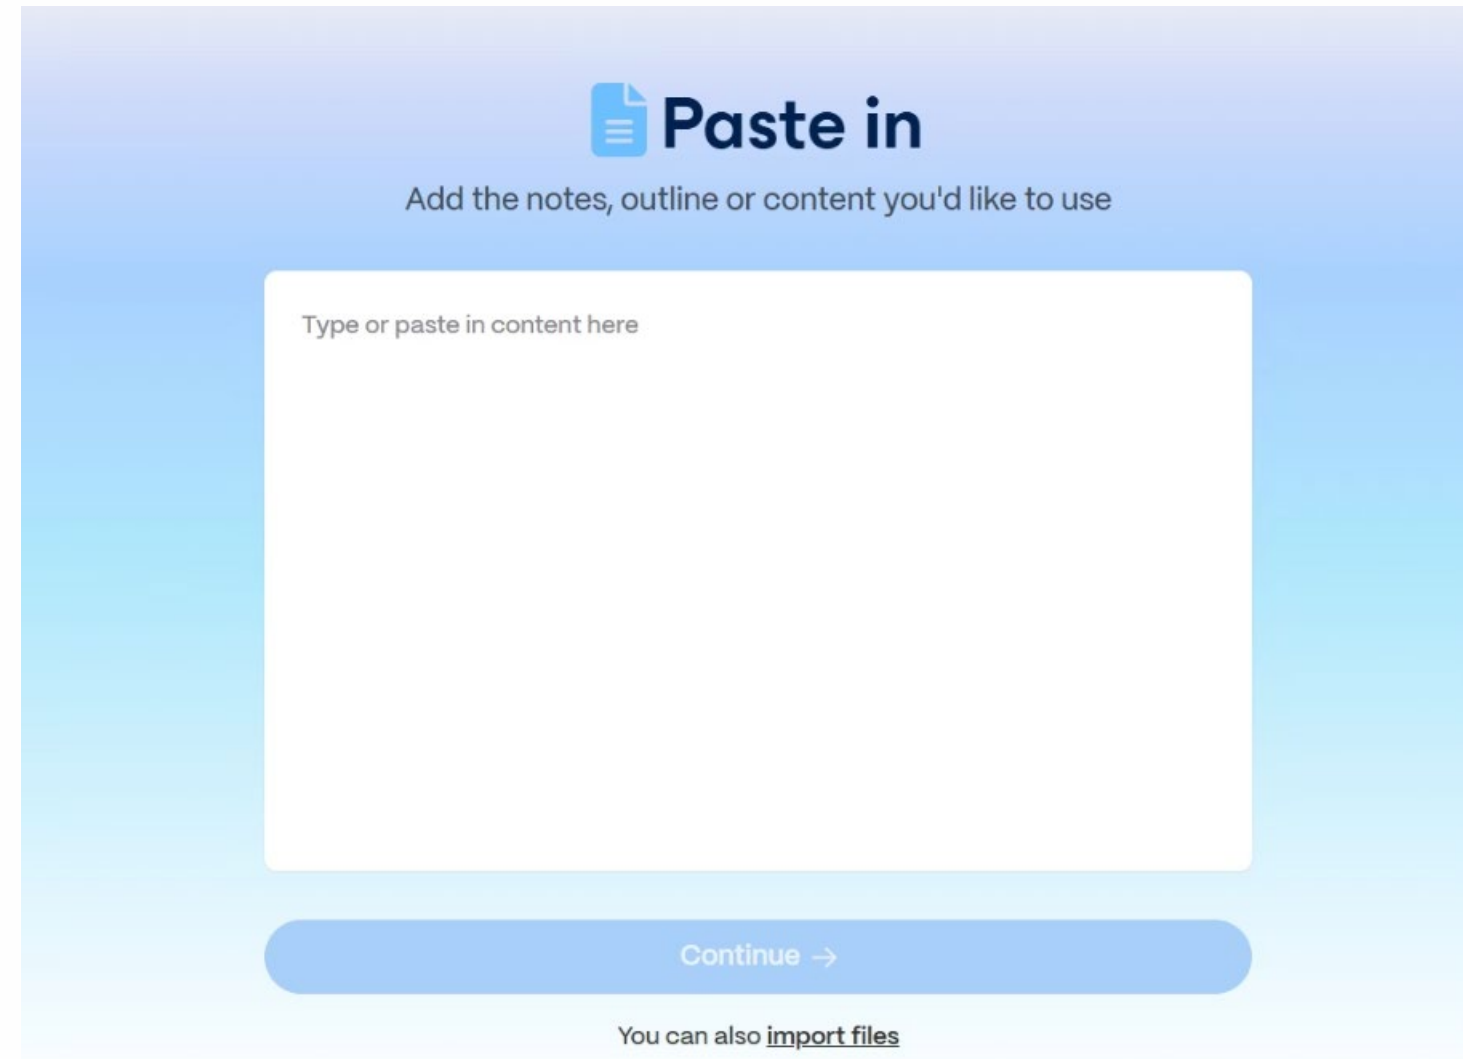 Paste in
Add the notes, outline or content you'd like to use
Type or paste in content here
Continue →
You can also import files